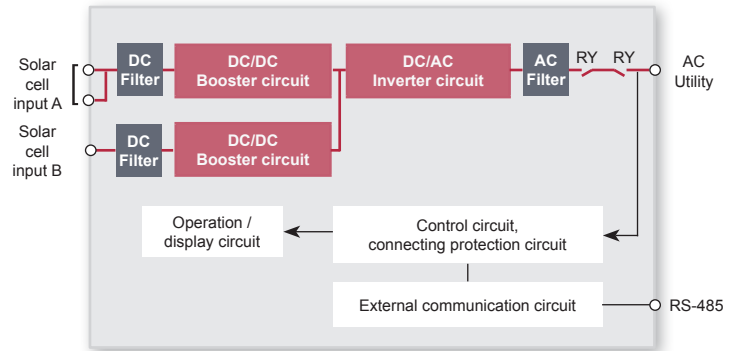 Solar
cell
input A
DC
Filter
DC/DC
Booster circuit
DC/AC
Inverter circuit
AC
Filter
RY RY
AC
Utility
Solar
cell
input B
DC
Filter
DC/DC
Booster circuit
Operation /
display circuit
Control circuit,
connecting protection circuit
External communication circuit
RS-485